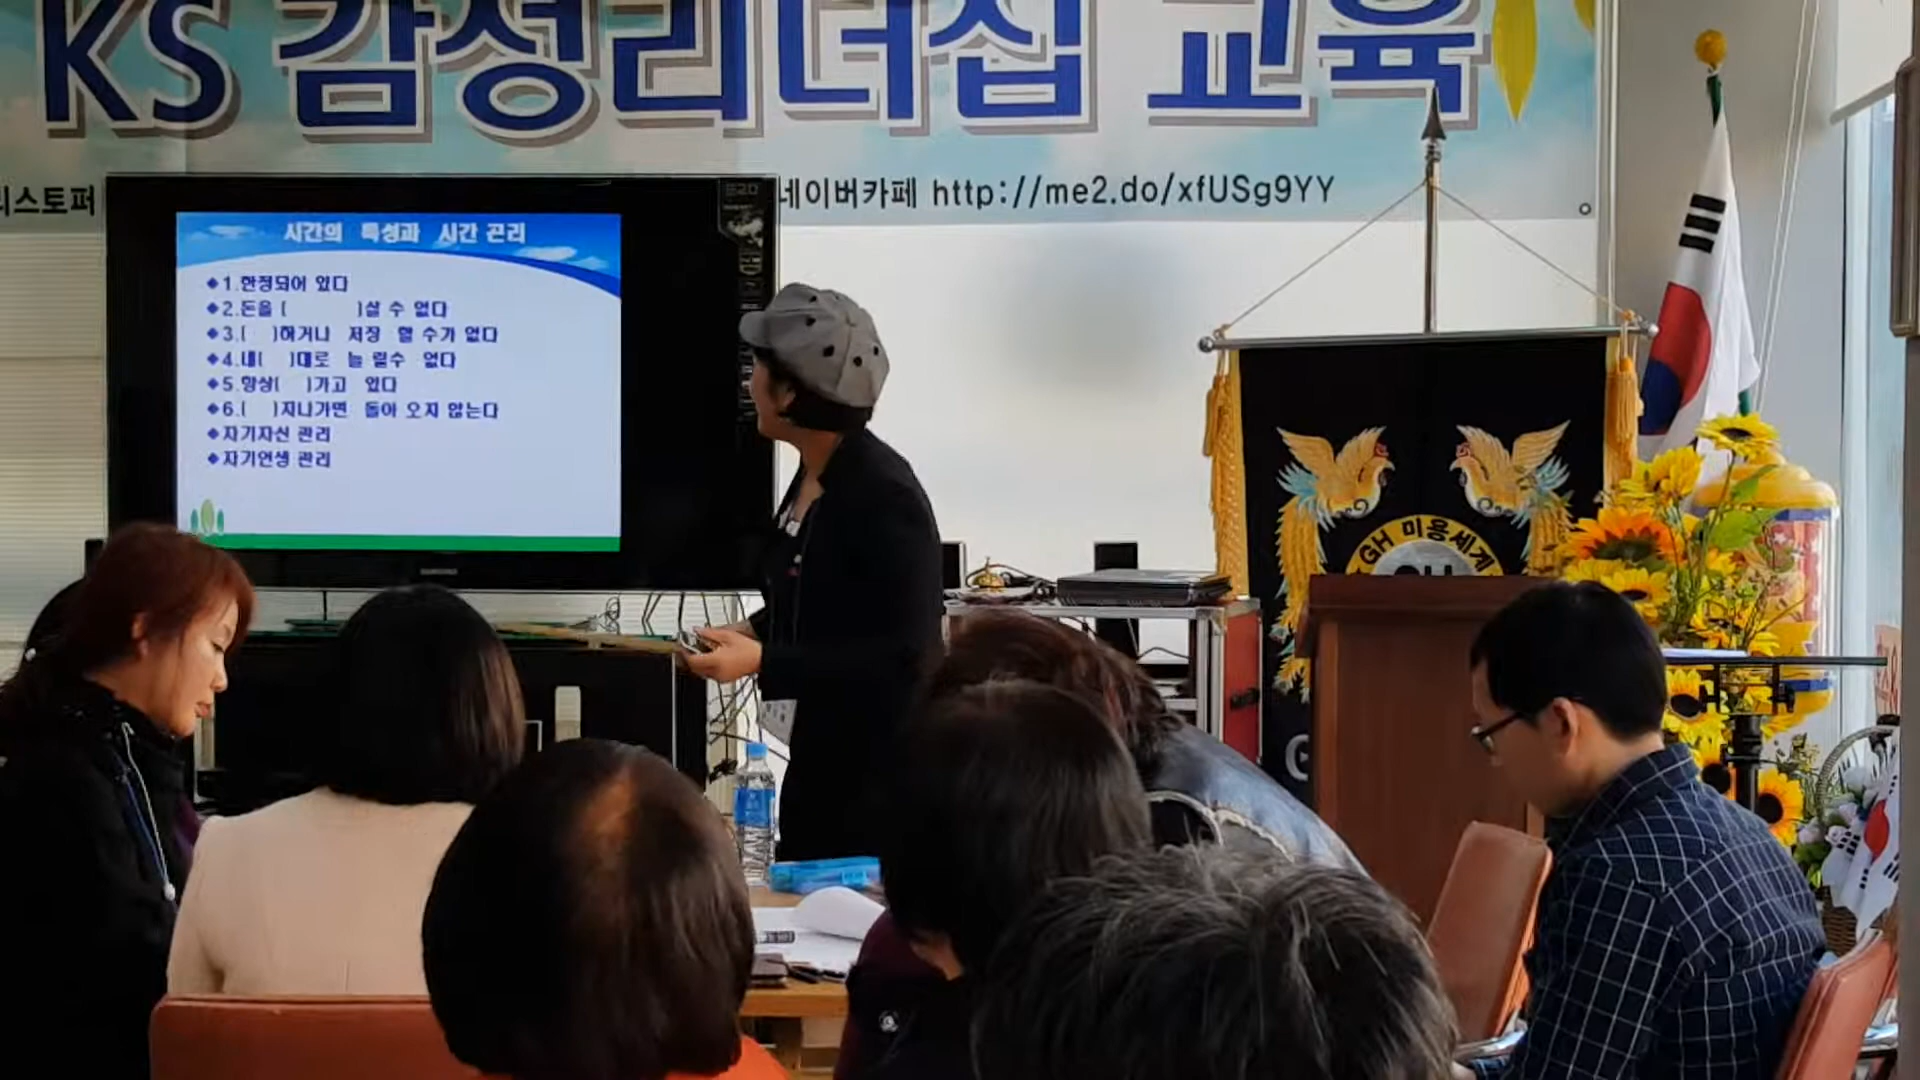 KS 감성리더십 교육
리스토퍼
네이버카페 http://me2.do/xfUSg9YY
시간의 특성과 시간 관리
◆1.한정되어 있다
◆2.돈을 (      )살 수 없다
◆3.(   )하거나 저장 할 수가 없다
◆4.내(   )대로 늘 릴수 없다
◆5.항상(   )가고 있다
◆6.(   )지나가면 돌아 오지 않는다
◆자기자신 관리
◆자기인생 관리
SAMSUNG
GH 미용세계
G